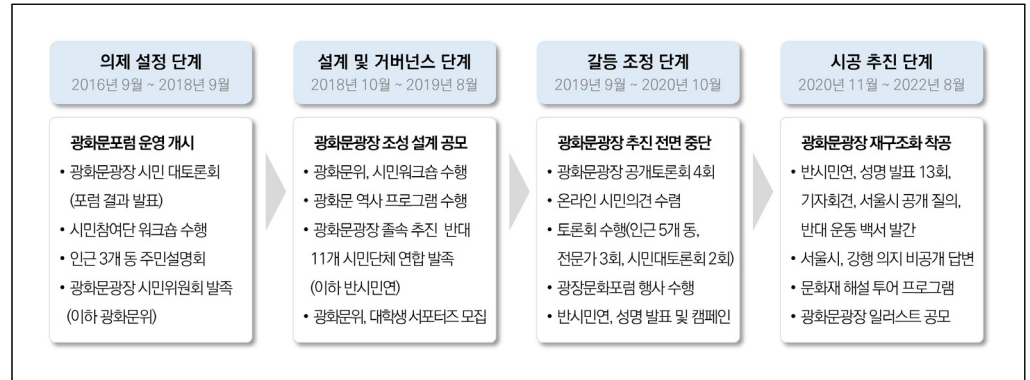 의제 설정 단계
2016년 9월 ~ 2018년 9월
광화문포럼 운영 개시
• 광화문광장 시민 대토론회
(포럼 결과 발표)
• 시민참여단 워크숍 수행
• 인근 3개 동 주민설명회
• 광화문광장 시민위원회 발족
(이하 광화문위)
설계 및 거버넌스 단계
2018년 10월 ~ 2019년 8월
광화문광장 조성 설계 공모
• 광화문위, 시민워크숍 수행
• 광화문 역사 프로그램 수행
• 광화문광장 졸속 추진 반대
11개 시민단체 연합 발족
(이하 반시민연)
• 광화문위, 대학생 서포터즈 모집
갈등 조정 단계
2019년 9월 ~ 2020년 10월
광화문광장 추진 전면 중단
• 광화문광장 공개토론회 4회
• 온라인 시민의견 수렴
• 토론회 수행(인근 5개 동,
전문가 3회, 시민대토론회 2회)
• 광장문화포럼 행사 수행
• 반시민연, 성명 발표 및 캠페인
시공 추진 단계
2020년 11월 ~ 2022년 8월
광화문광장 재구조화 착공
• 반시민연, 성명 발표 13회,
기자회견, 서울시 공개 질의,
반대 운동 백서 발간
• 서울시, 강행 의지 비공개 답변
• 문화재 해설 투어 프로그램
• 광화문광장 일러스트 공모